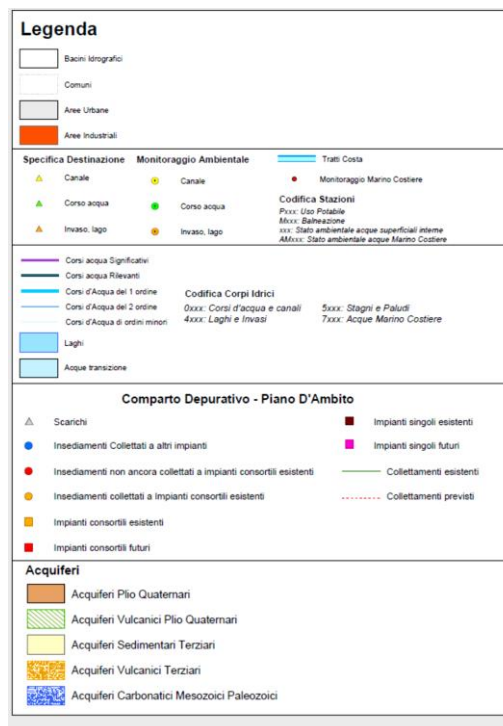 Legenda
Bacini Idrografici
Comuni
Aree Urbane
Aree Industriali
Specifica Destinazione
Canale
Corso acqua
Invaso, lago
Monitoraggio Ambientale
Canale
Corso acqua
Invaso, lago
Tratti Costa
Monitoraggio Marino Costiere
Codifica Stazioni
Pxxx: Uso Potabile
Mxxx: Balneazione
xxx: Stato ambientale acque superficiali interne
AMxxx: Stato ambientale acque Marino Costiere
Corsi acqua Significativi
Corsi acqua Rilevanti
Corsi d'Acqua del 1 ordine
Corsi d'Acqua del 2 ordine
Corsi d'Acqua di ordini minori
Laghi
Acque transizione
Codifica Corpi Idrici
0xxx: Corsi d'acqua e canali
4xxx: Laghi e Invasi
5xxx: Stagni e Paludi
7xxx: Acque Marino Costiere
Comparto Depurativo - Piano D'Ambito
Scarichi
Insediamenti Collettati a altri impianti
Insediamenti non ancora collettati a impianti consortili esistenti
Insediamenti collettati a Impianti consortili esistenti
Impianti consortili esistenti
Impianti consortili futuri
Impianti singoli esistenti
Impianti singoli futuri
Collettamenti esistenti
Collettamenti previsti
Acquiferi
Acquiferi Plio Quaternari
Acquiferi Vulcanici Plio Quaternari
Acquiferi Sedimentari Terziari
Acquiferi Vulcanici Terziari
Acquiferi Carbonatici Mesozoici Paleozoici